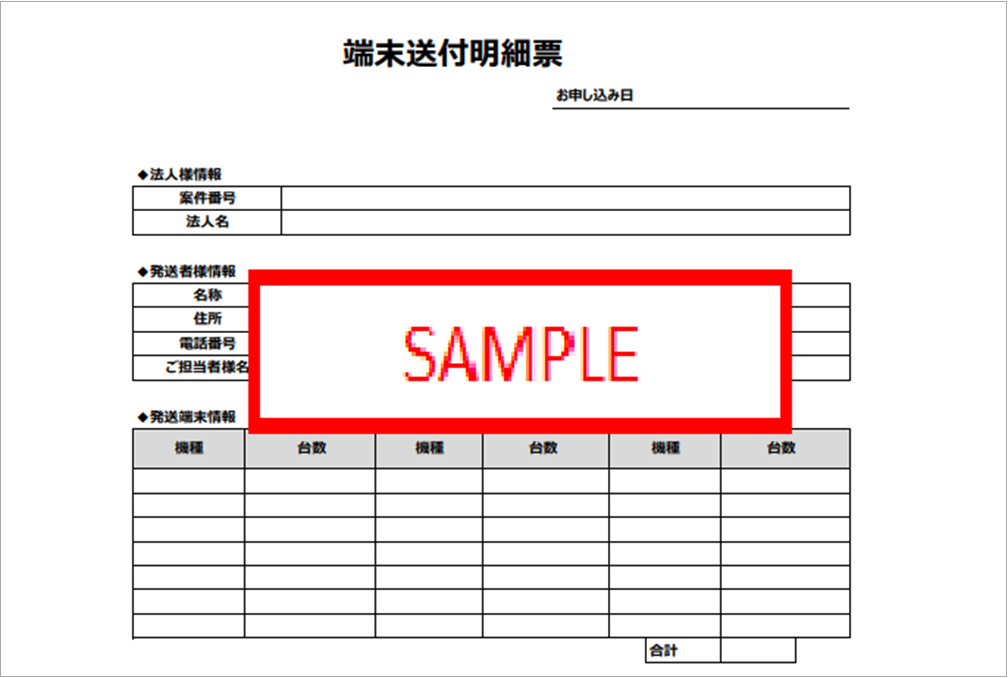 端末送付明細票
お申し込み日
◆法人様情報
案件番号
法人名
◆発送者様情報
名称
住所
電話番号
ご担当者様名
SAMPLE
◆発送端末情報
機種 台数 機種 台数 機種 台数
合計